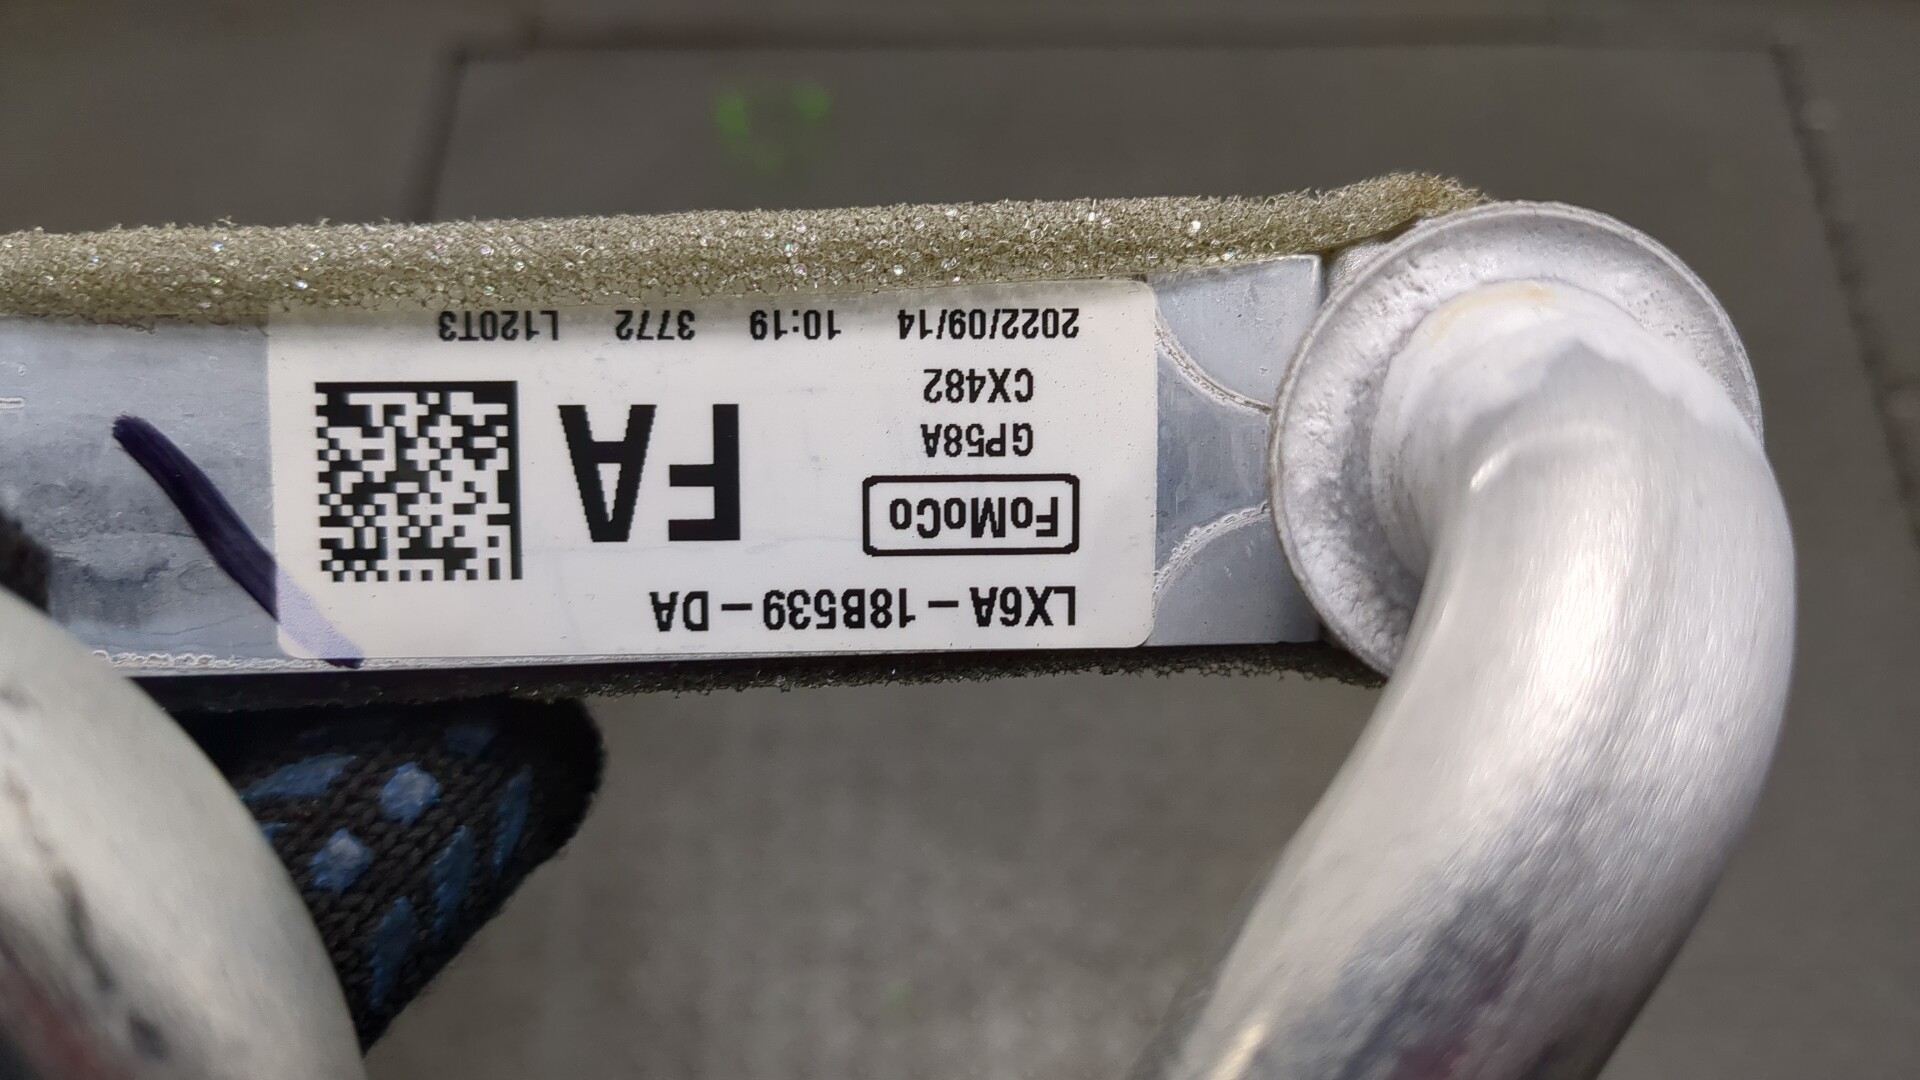 LX6A-18B539-DA
FoMoCo
GP58A
CX482
FA
2022/09/14 10:19 3772 L120T3